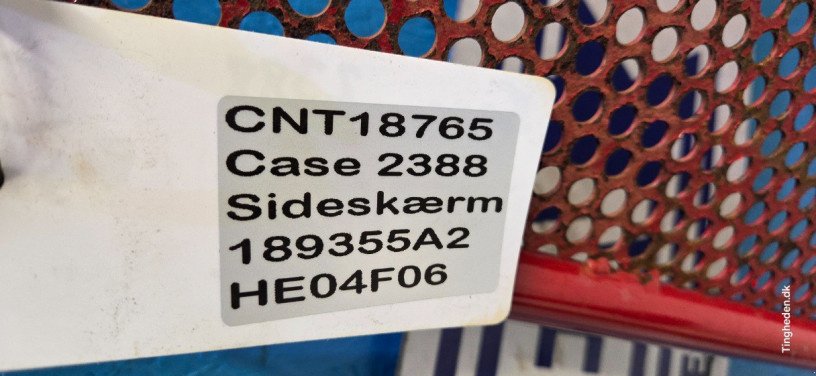 CNT18765
Case 2388
Sideskærm
189355A2
HE04F06
Tingheden.dk